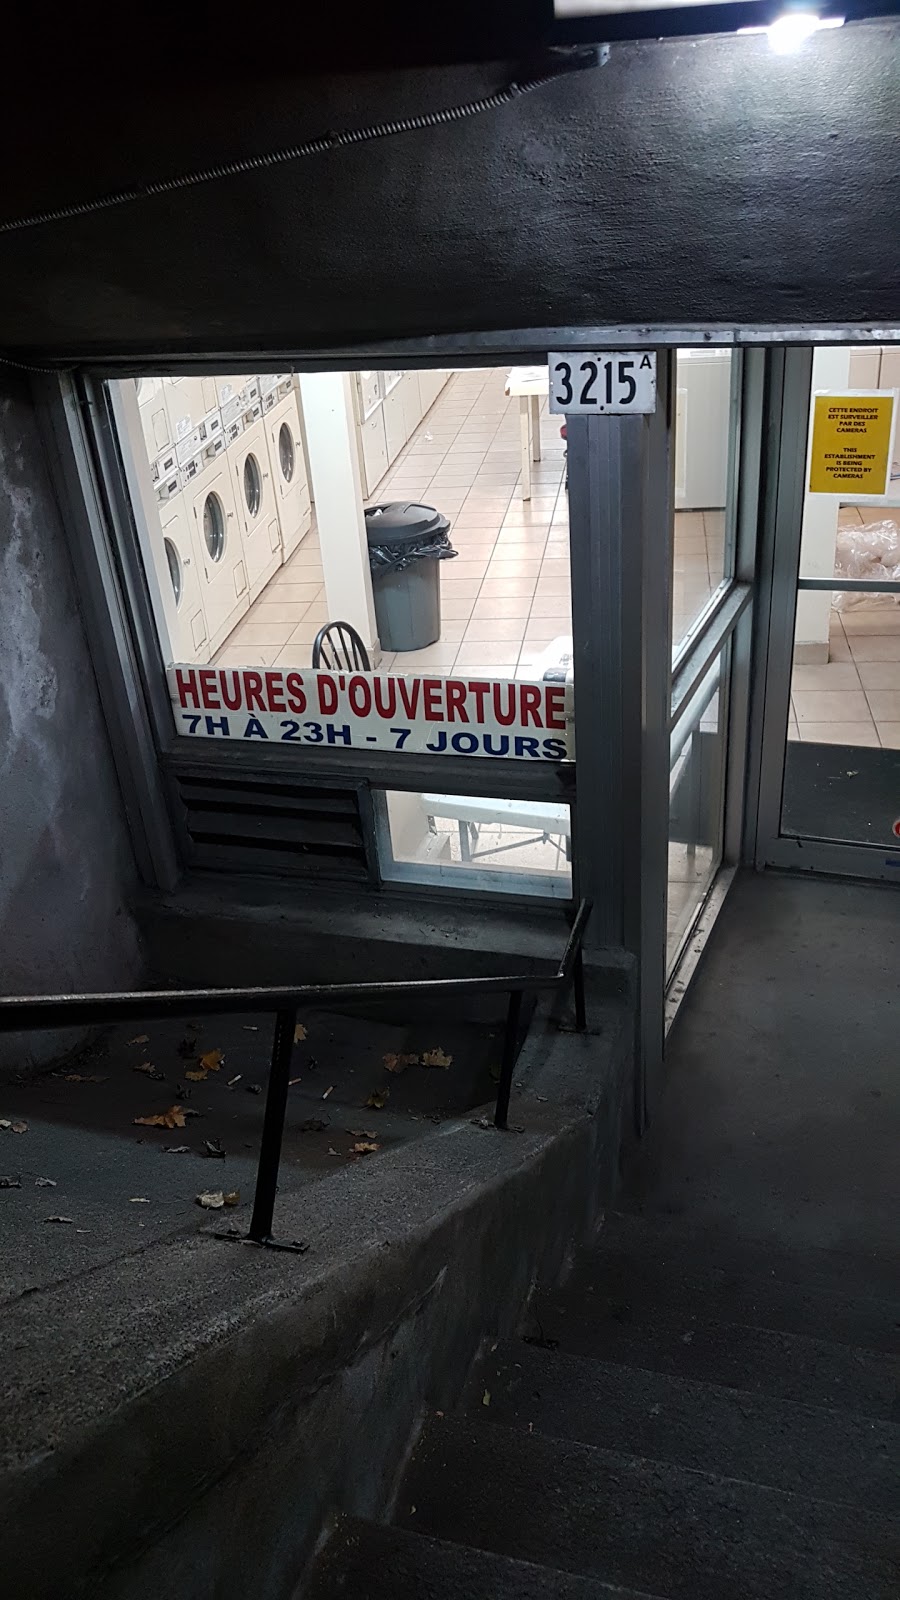 3215A
CETTE ENDROIT
EST SURVEILLER
PAR DES
CAMERAS
THIS
ESTABLISHMENT
IS BEING
PROTECTED BY
CAMERAS
HEURES D'OUVERTURE
7H À 23H - 7 JOURS